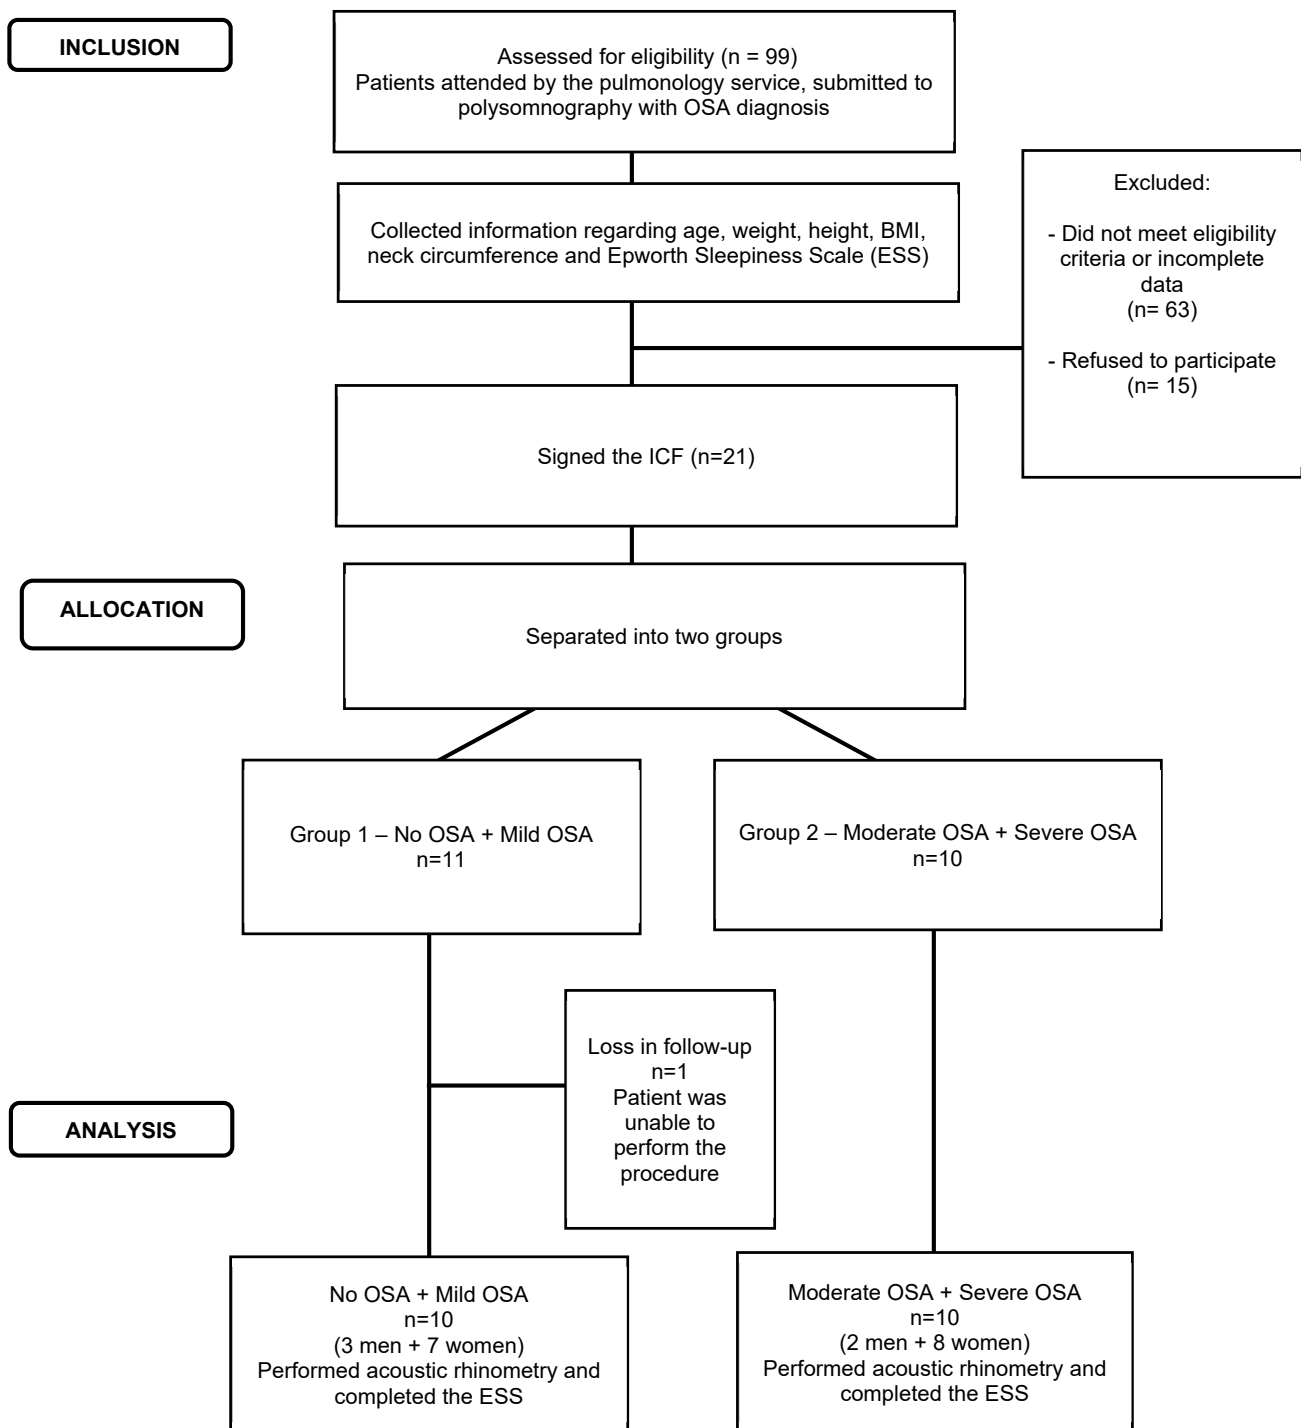 INCLUSION
Assessed for eligibility (n = 99)
Patients attended by the pulmonology service, submitted to
polysomnography with OSA diagnosis
Collected information regarding age, weight, height, BMI,
neck circumference and Epworth Sleepiness Scale (ESS)
Excluded:
- Did not meet eligibility
criteria or incomplete
data
(n= 63)
- Refused to participate
(n= 15)
Signed the ICF (n=21)
ALLOCATION
Separated into two groups
Group 1 – No OSA + Mild OSA
n=11
Group 2 – Moderate OSA + Severe OSA
n=10
Loss in follow-up
n=1
Patient was
unable to
perform the
procedure
ANALYSIS
No OSA + Mild OSA
n=10
(3 men + 7 women)
Performed acoustic rhinometry and
completed the ESS
Moderate OSA + Severe OSA
n=10
(2 men + 8 women)
Performed acoustic rhinometry and
completed the ESS